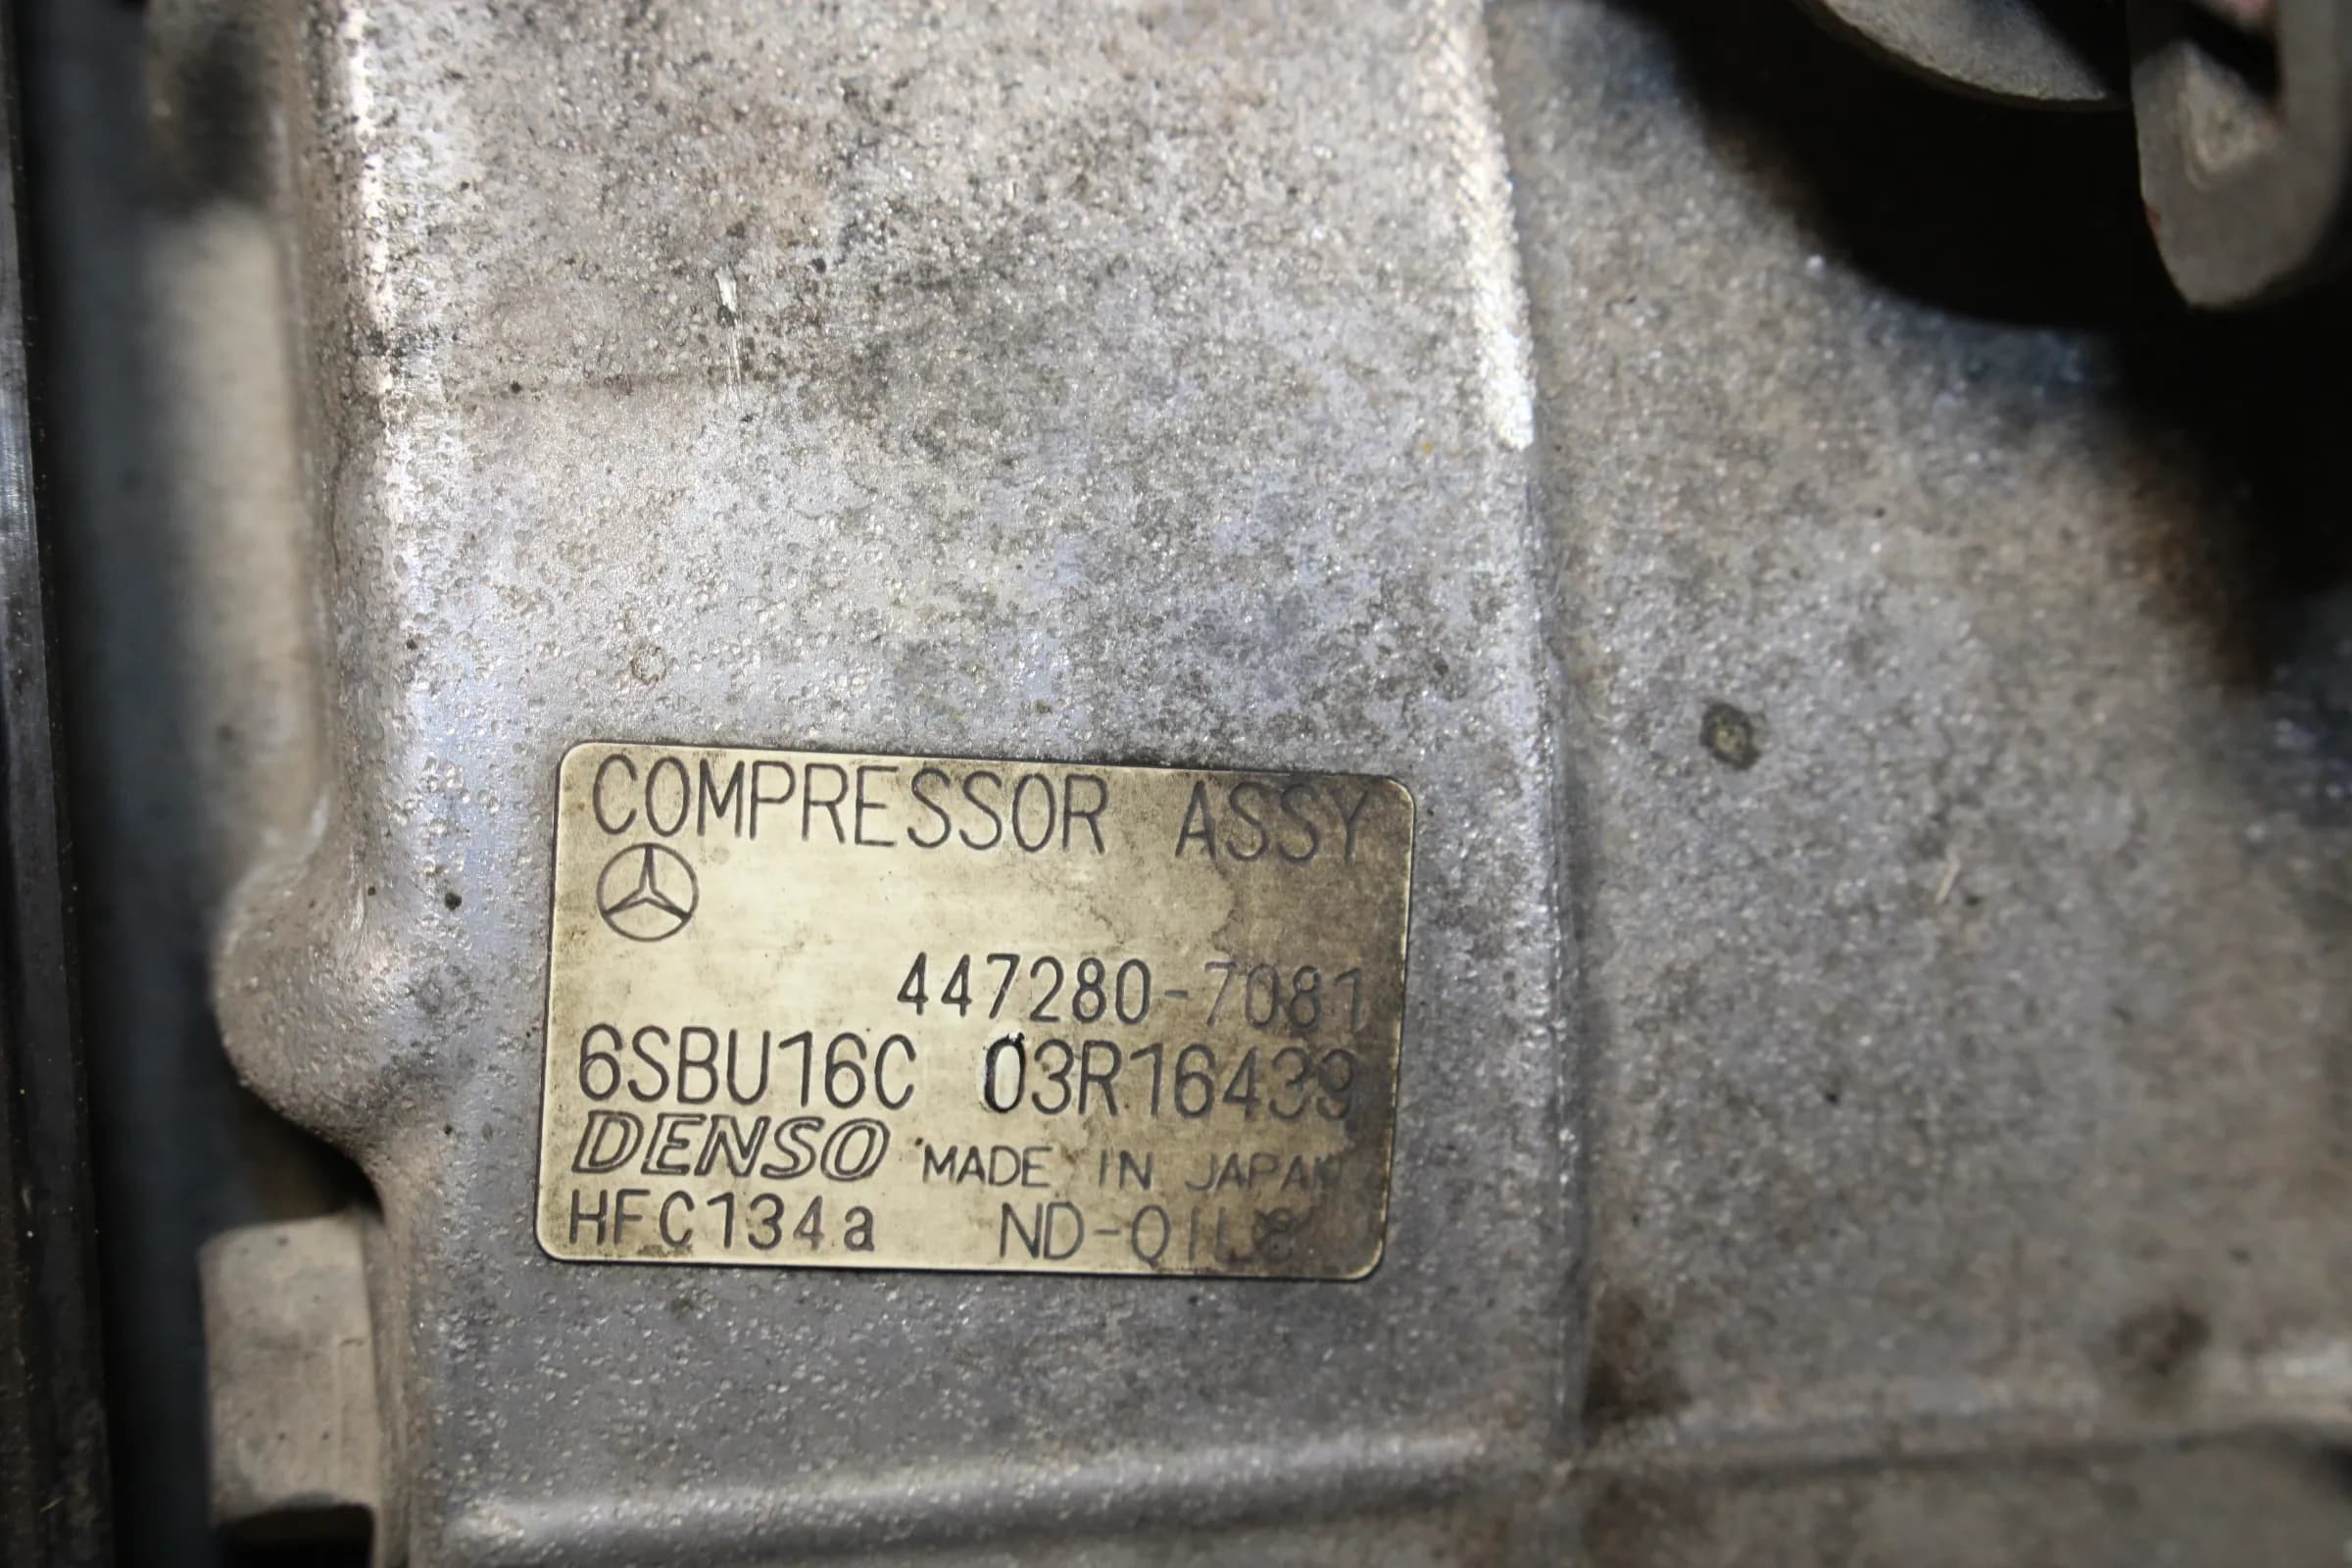 COMPRESSOR ASSY
447280-7081
6SBU16C 03R16439
DENSO MADE IN JAPAN
HFC134a